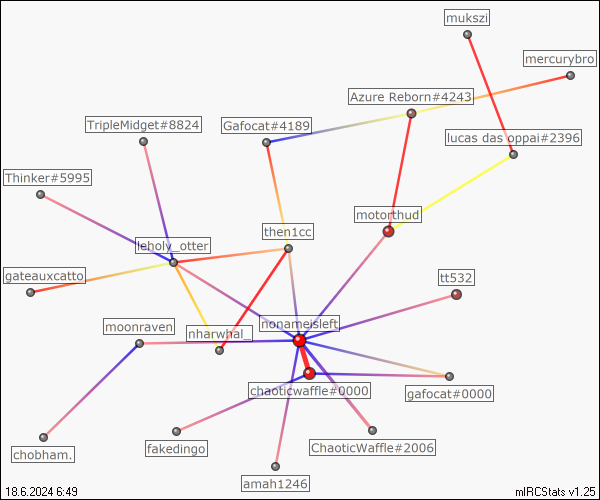 mukszi
mercurybro
Azure Reborn#4243
TripleMidget#8824
Gafocat#4189
lucas das oppai#2396
Thinker#5995
motorthud
then1cc
leholy_otter
gateauxcatto
tt532
nonameisleft
moonraven
nharwhal_
chaoticwaffle#0000
gafocat#0000
chobham.
fakedingo
ChaoticWaffle#2006
amah1246
18.6.2024 6:49
mIRCStats v1.25